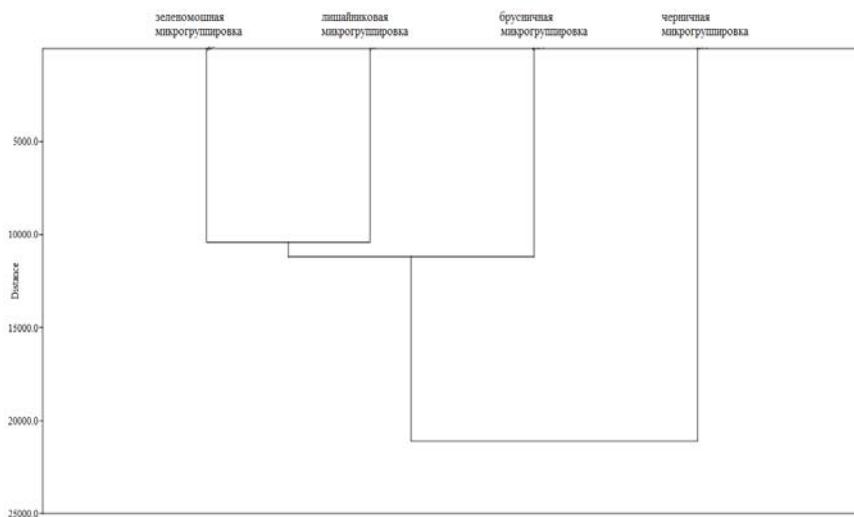 зеленомошная
микрогруппировка
лишайниковая
микрогруппировка
брусничная
микрогруппировка
черничная
микрогруппировка
5000.0
10000.0
15000.0
20000.0
25000.0
Distance